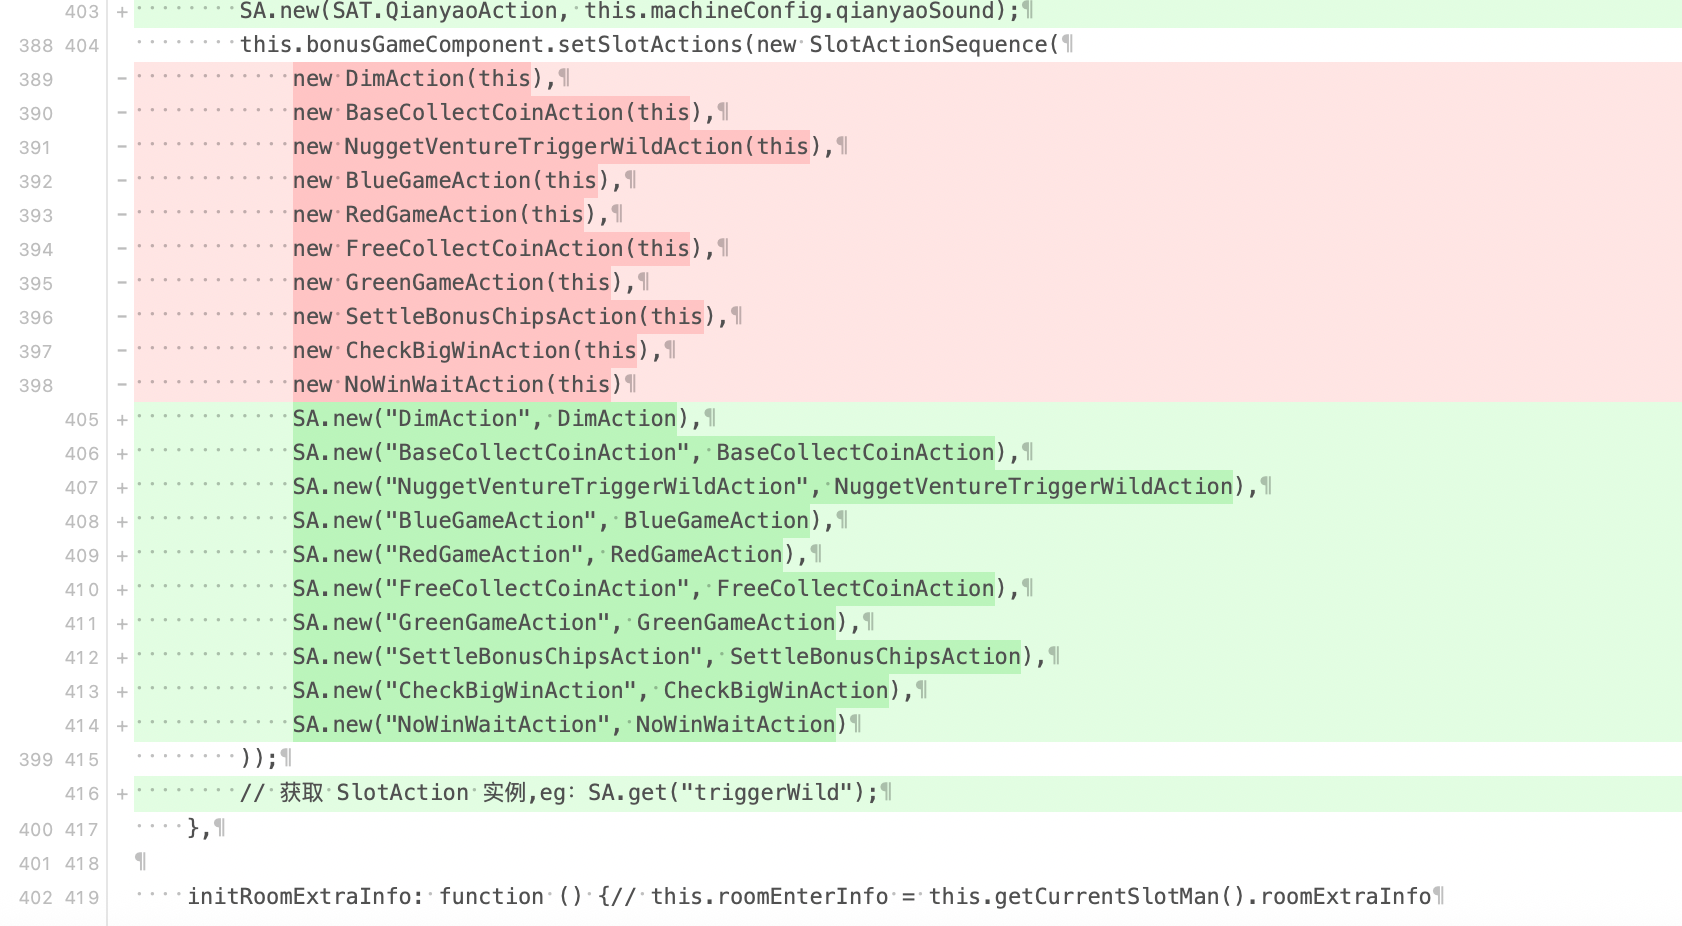 403 + SA.new(SAT.QianyaoAction, this.machineConfig.qianyaoSound);¶
388 404 this.bonusGameComponent.setSlotActions(new SlotActionSequence(¶
389 - new DimAction(this),¶
390 - new BaseCollectCoinAction(this),¶
391 - new NuggetVentureTriggerWildAction(this),¶
392 - new BlueGameAction(this),¶
393 - new RedGameAction(this),¶
394 - new FreeCollectCoinAction(this),¶
395 - new GreenGameAction(this),¶
396 - new SettleBonusChipsAction(this),¶
397 - new CheckBigWinAction(this),¶
398 - new NoWinWaitAction(this)¶
405 + SA.new("DimAction", DimAction),¶
406 + SA.new("BaseCollectCoinAction", BaseCollectCoinAction),¶
407 + SA.new("NuggetVentureTriggerWildAction", NuggetVentureTriggerWildAction),¶
408 + SA.new("BlueGameAction", BlueGameAction),¶
409 + SA.new("RedGameAction", RedGameAction),¶
410 + SA.new("FreeCollectCoinAction", FreeCollectCoinAction),¶
411 + SA.new("GreenGameAction", GreenGameAction),¶
412 + SA.new("SettleBonusChipsAction", SettleBonusChipsAction),¶
413 + SA.new("CheckBigWinAction", CheckBigWinAction),¶
414 + SA.new("NoWinWaitAction", NoWinWaitAction)¶
399 415 ));¶
416 + // 获取 SlotAction 实例,eg: SA.get("triggerWild");¶
400 417 },¶
401 418 ¶
402 419 initRoomExtraInfo: function () {// this.roomEnterInfo = this.getCurrentSlotMan().roomExtraInfo¶